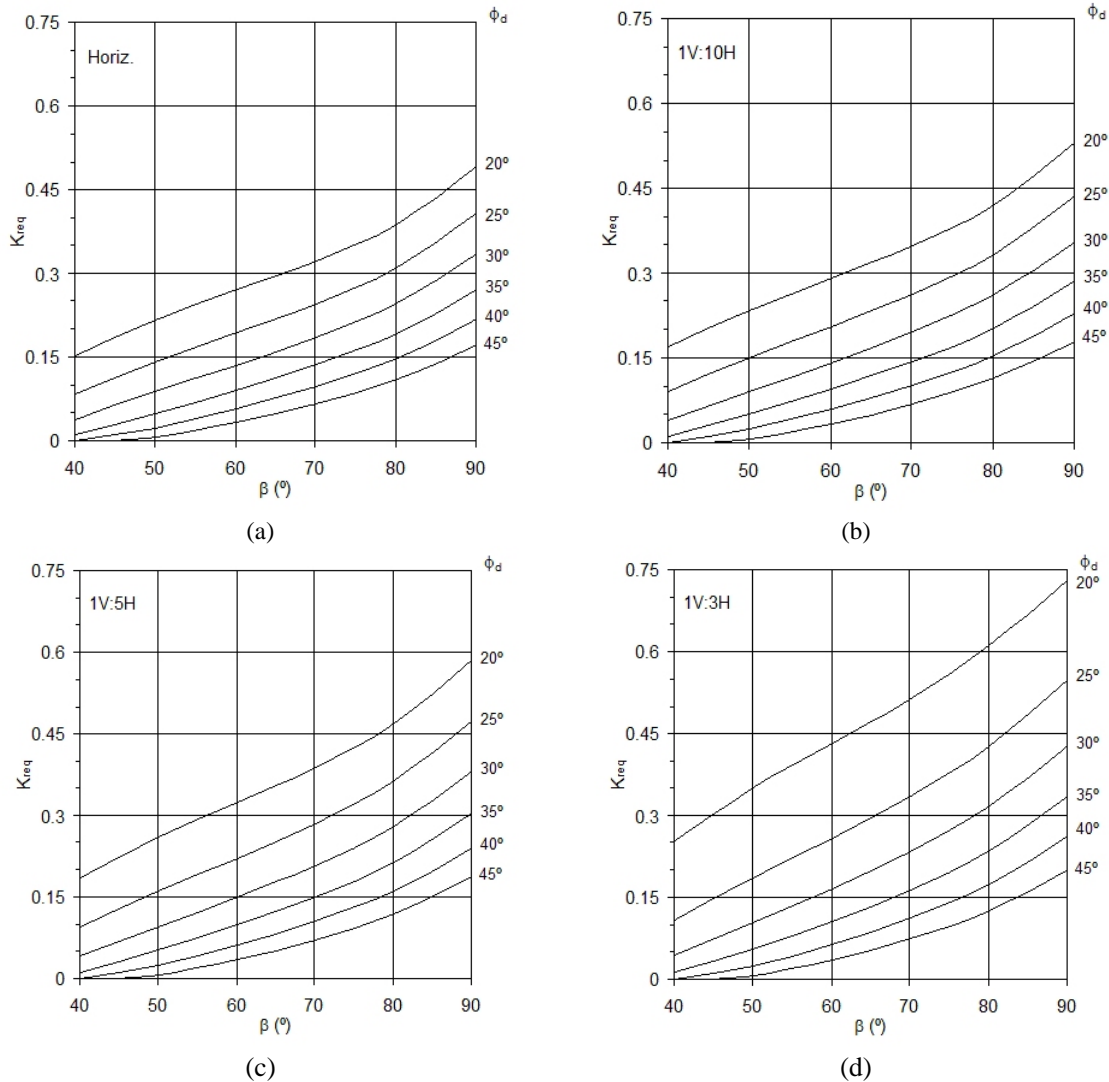 0.75
0.6
0.45
0.3
0.15
0
Kreq
Horiz.
ϕd
20º
25º
30º
35º
40º
45º
40 50 60 70 80 90
β (º)
(a)
0.75
0.6
0.45
0.3
0.15
0
Kreq
1V:10H
ϕd
20º
25º
30º
35º
40º
45º
40 50 60 70 80 90
β (º)
(b)
0.75
0.6
0.45
0.3
0.15
0
Kreq
1V:5H
ϕd
20º
25º
30º
35º
40º
45º
40 50 60 70 80 90
β (º)
(c)
0.75
0.6
0.45
0.3
0.15
0
Kreq
1V:3H
ϕd
20º
25º
30º
35º
40º
45º
40 50 60 70 80 90
β (º)
(d)